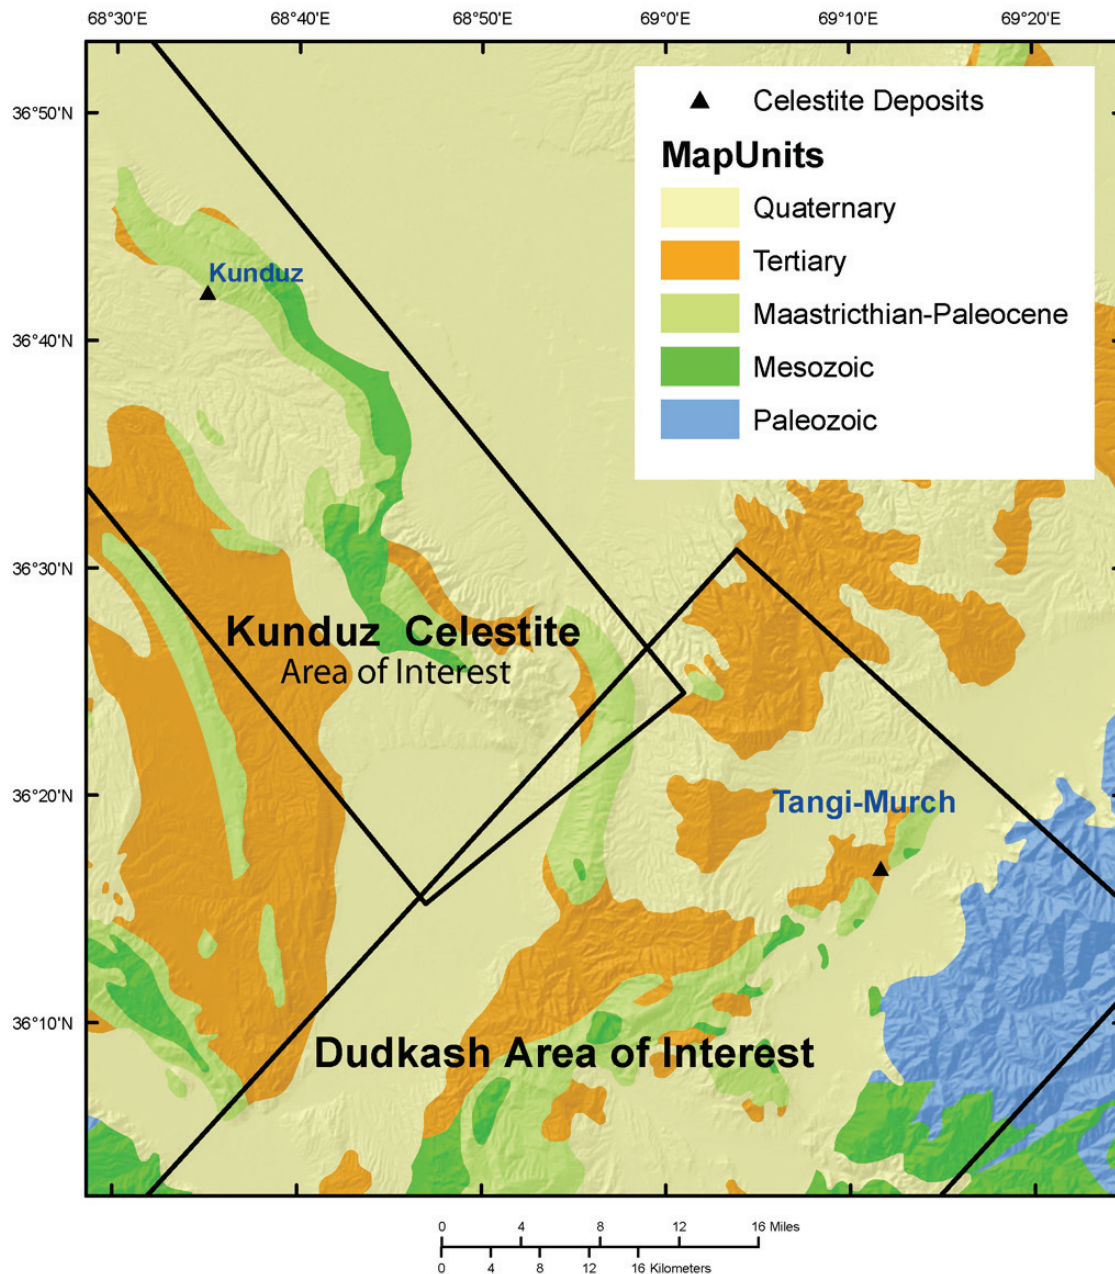 68°30'E 68°40'E 68°50'E 69°0'E 69°10'E 69°20'E
36°50'N
36°40'N
36°30'N
36°20'N
36°10'N
Celestite Deposits
MapUnits
Quaternary
Tertiary
Maastricthian-Paleocene
Mesozoic
Paleozoic
Kunduz
Kunduz Celestite
Area of Interest
Tangi-Murch
Dudkash Area of Interest
0 4 8 12 16 Miles
0 4 8 12 16 Kilometers